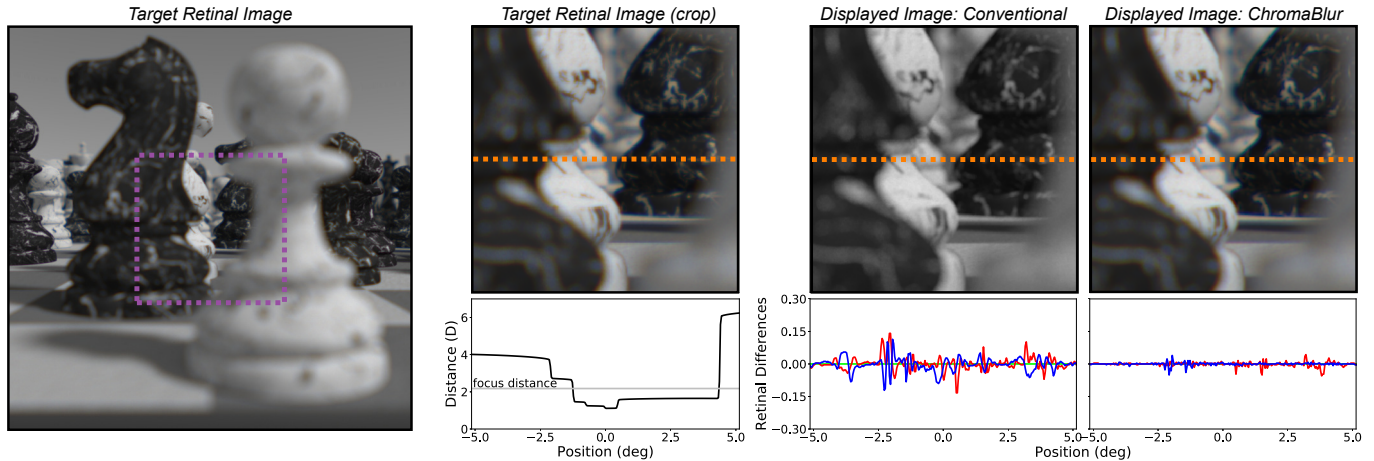 Target Retinal Image
Target Retinal Image (crop)
Displayed Image: Conventional
Displayed Image: ChromaBlur
Distance (D)
6
4
2
0
focus distance
-5.0
-2.5
0.0
2.5
5.0
Position (deg)
Retinal Differences
0.30
0.15
0.00
-0.15
-0.30
-5.0
-2.5
0.0
2.5
5.0
-5.0
-2.5
0.0
2.5
5.0
Position (deg)